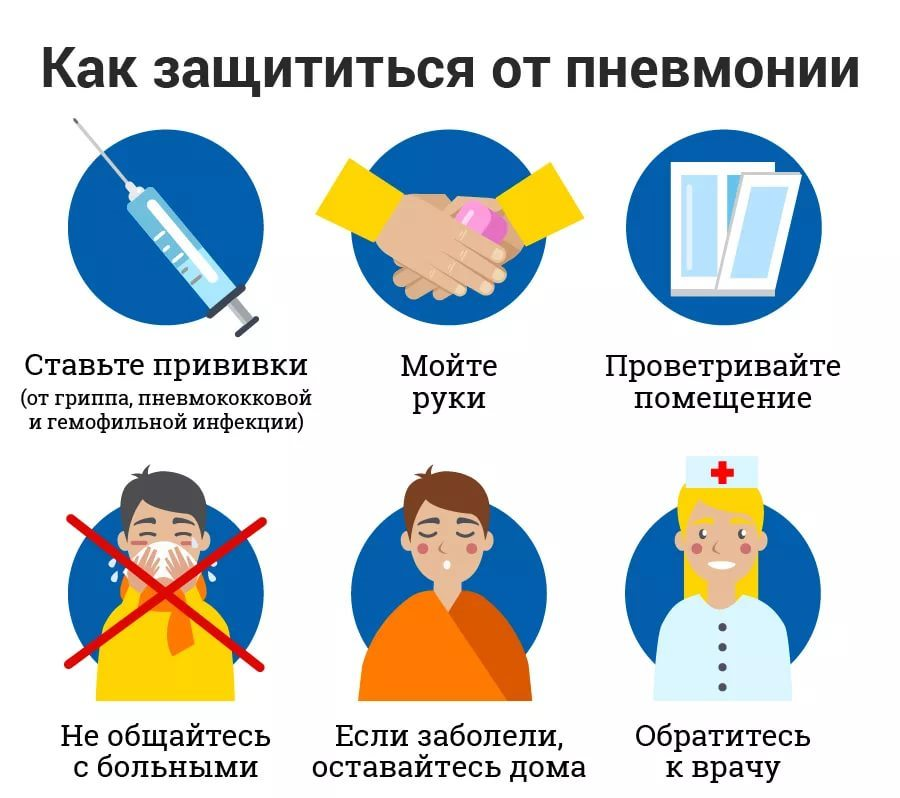 Как защититься от пневмонии
Ставьте прививки
(от гриппа, пневмококковой
и гемофильной инфекции)
Мойте
руки
Проветривайте
помещение
Не общайтесь
с больными
Если заболели,
оставайтесь дома
Обратитесь
к врачу